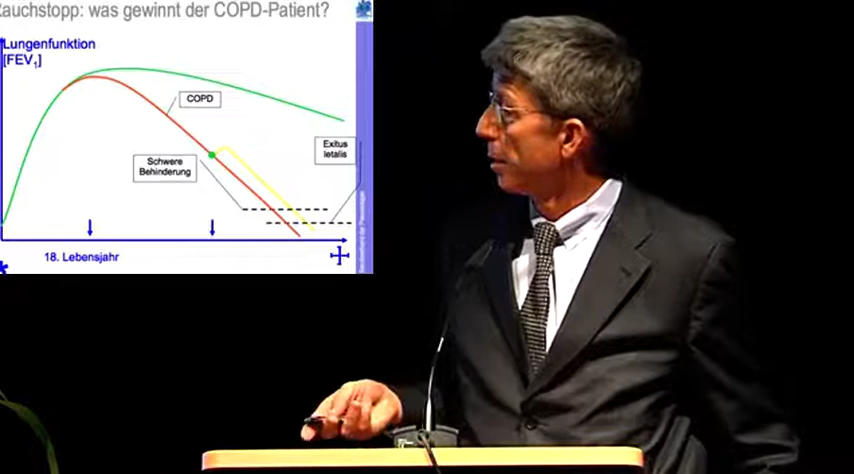 Rauchstopp: was gewinnt der COPD-Patient?
Lungenfunktion
[FEV1]
COPD
Exitus
letalis
Schwere
Behinderung
18. Lebensjahr